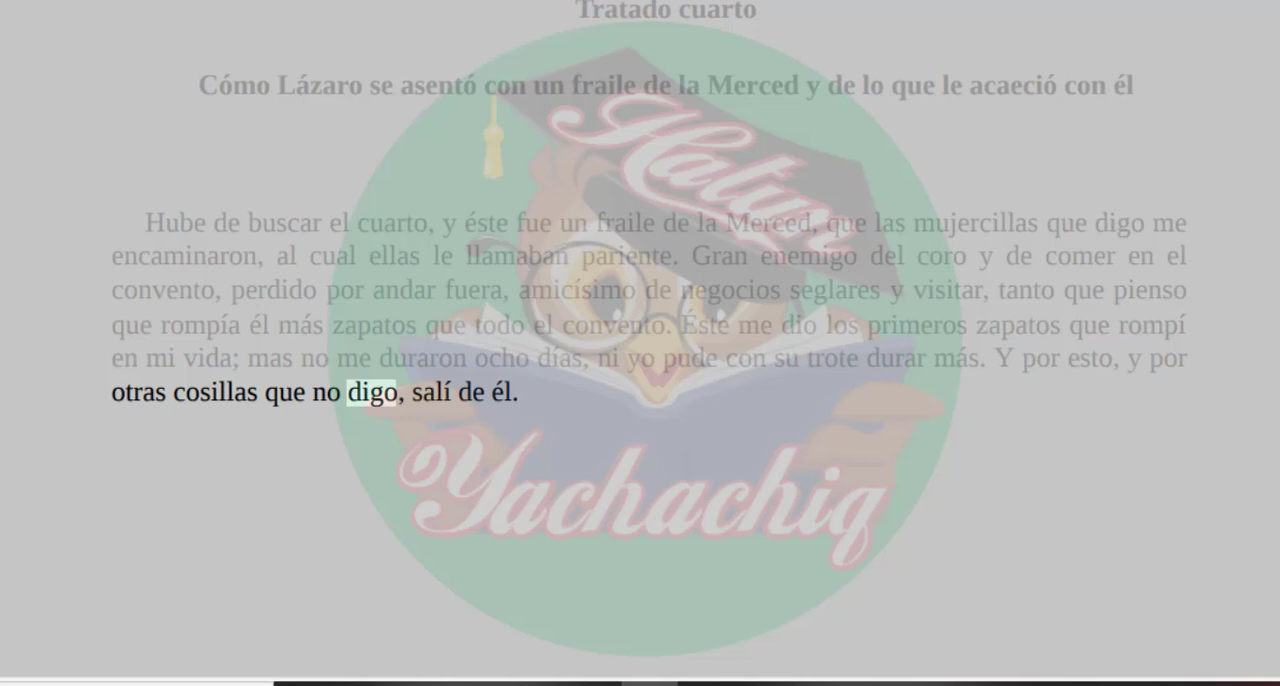 Tratado cuarto
Cómo Lázaro se asentó con un fraile de la Merced y de lo que le acaeció con él
Hatun
Hube de buscar el cuarto, y éste fue un fraile de la Merced, que las mujercillas que digo me
encaminaron, al cual ellas le llamaban pariente. Gran enemigo del coro y de comer en el
convento, perdido por andar fuera, amicísimo de negocios seglares y visitar, tanto que pienso
que rompía él más zapatos que todo el convento. Éste me dio los primeros zapatos que rompí
en mi vida; mas no me duraron ocho días, ni yo pude con su trote durar más. Y por esto, y por
otras cosillas que no digo, salí de él.
Yachachiq